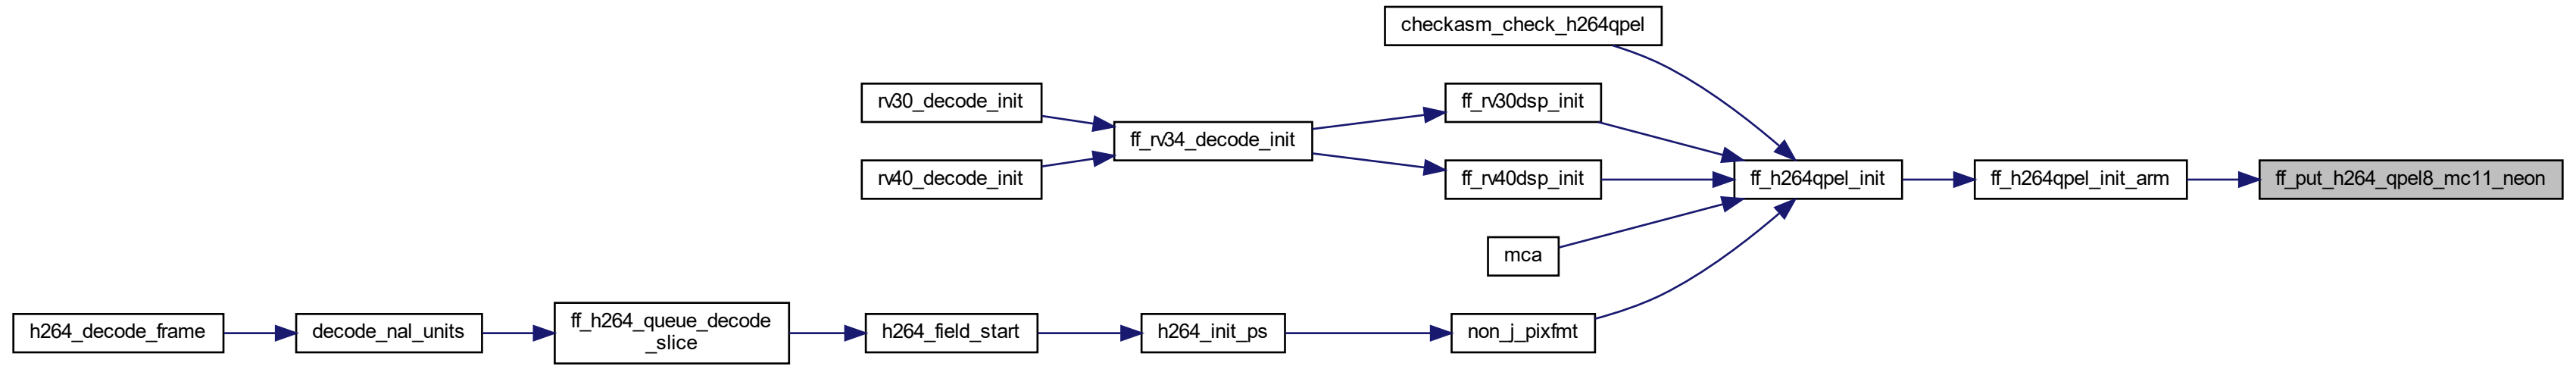 checkasm_check_h264qpel
rv30_decode_init
ff_rv30dsp_init
ff_rv34_decode_init
rv40_decode_init
ff_rv40dsp_init
ff_h264qpel_init
ff_h264qpel_init_arm
ff_put_h264_qpel8_mc11_neon
mca
h264_decode_frame
decode_nal_units
ff_h264_queue_decode
_slice
h264_field_start
h264_init_ps
non_j_pixfmt